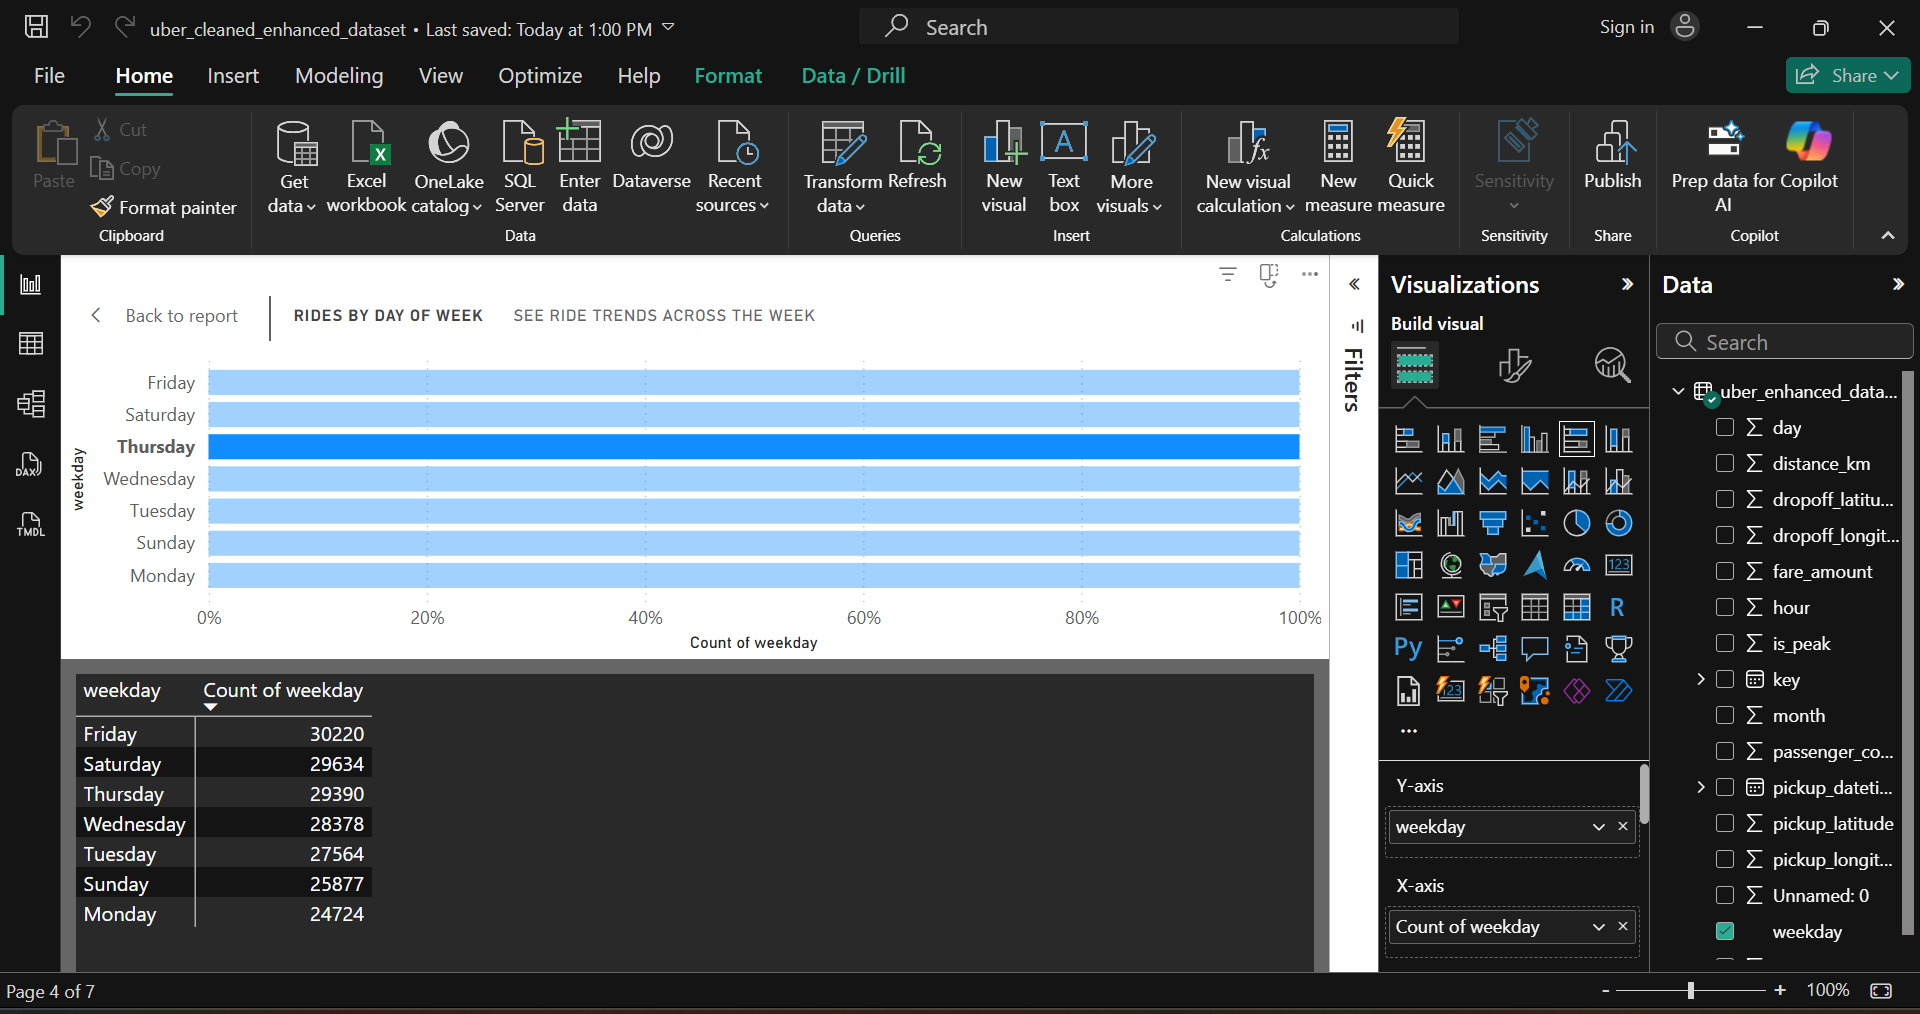 uber_cleaned_enhanced_dataset • Last saved: Today at 1:00 PM
Search
Sign in
File Home Insert Modeling View Optimize Help Format Data / Drill
Share
Paste
Cut
Copy
Format painter
Clipboard
Get data
Excel workbook
OneLake catalog
SQL Server
Enter data
Dataverse
Recent sources
Data
Transform data
Refresh
Queries
New visual
Text box
More visuals
Insert
New visual calculation
New measure
Quick measure
Calculations
Sensitivity
Sensitivity
Publish
Share
Prep data for AI
Copilot
Copilot
DAX
TMDL
Back to report
RIDES BY DAY OF WEEK
SEE RIDE TRENDS ACROSS THE WEEK
weekday
Friday
Saturday
Thursday
Wednesday
Tuesday
Sunday
Monday
0% 20% 40% 60% 80% 100%
Count of weekday
weekday Count of weekday
Friday 30220
Saturday 29634
Thursday 29390
Wednesday 28378
Tuesday 27564
Sunday 25877
Monday 24724
Filters
Visualizations
Build visual
123
R
Py
123
...
Y-axis
weekday
X-axis
Count of weekday
Data
Search
uber_enhanced_data...
day
distance_km
dropoff_latitu...
dropoff_longit...
fare_amount
hour
is_peak
key
month
passenger_co...
pickup_dateti...
pickup_latitude
pickup_longit...
Unnamed: 0
weekday
Page 4 of 7
- + 100%